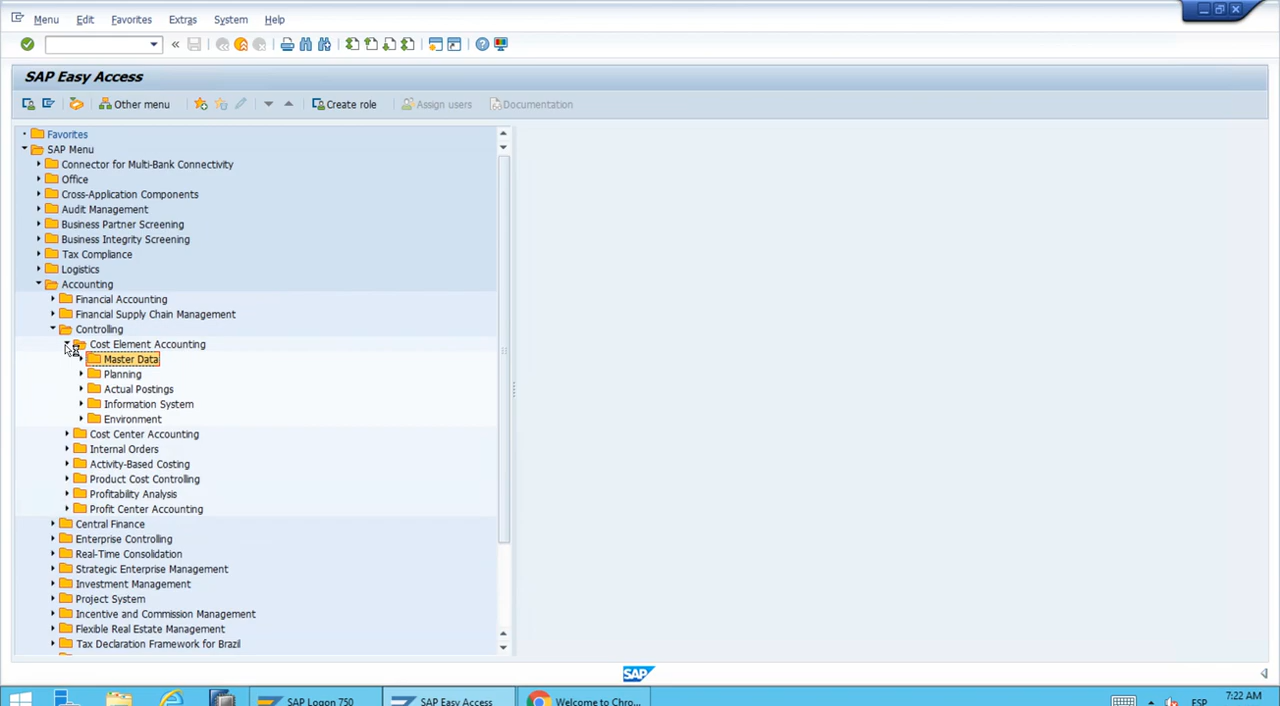 Menu Edit Favorites Extras System Help
SAP Easy Access
Other menu Create role Assign users Documentation
Favorites
SAP Menu
Connector for Multi-Bank Connectivity
Office
Cross-Application Components
Audit Management
Business Partner Screening
Business Integrity Screening
Tax Compliance
Logistics
Accounting
Financial Accounting
Financial Supply Chain Management
Controlling
Cost Element Accounting
Master Data
Planning
Actual Postings
Information System
Environment
Cost Center Accounting
Internal Orders
Activity-Based Costing
Product Cost Controlling
Profitability Analysis
Profit Center Accounting
Central Finance
Enterprise Controlling
Real-Time Consolidation
Strategic Enterprise Management
Investment Management
Project System
Incentive and Commission Management
Flexible Real Estate Management
Tax Declaration Framework for Brazil
SAP
SAP Logon 750 SAP Easy Access Welcome to Chro... ESP 7:22 AM